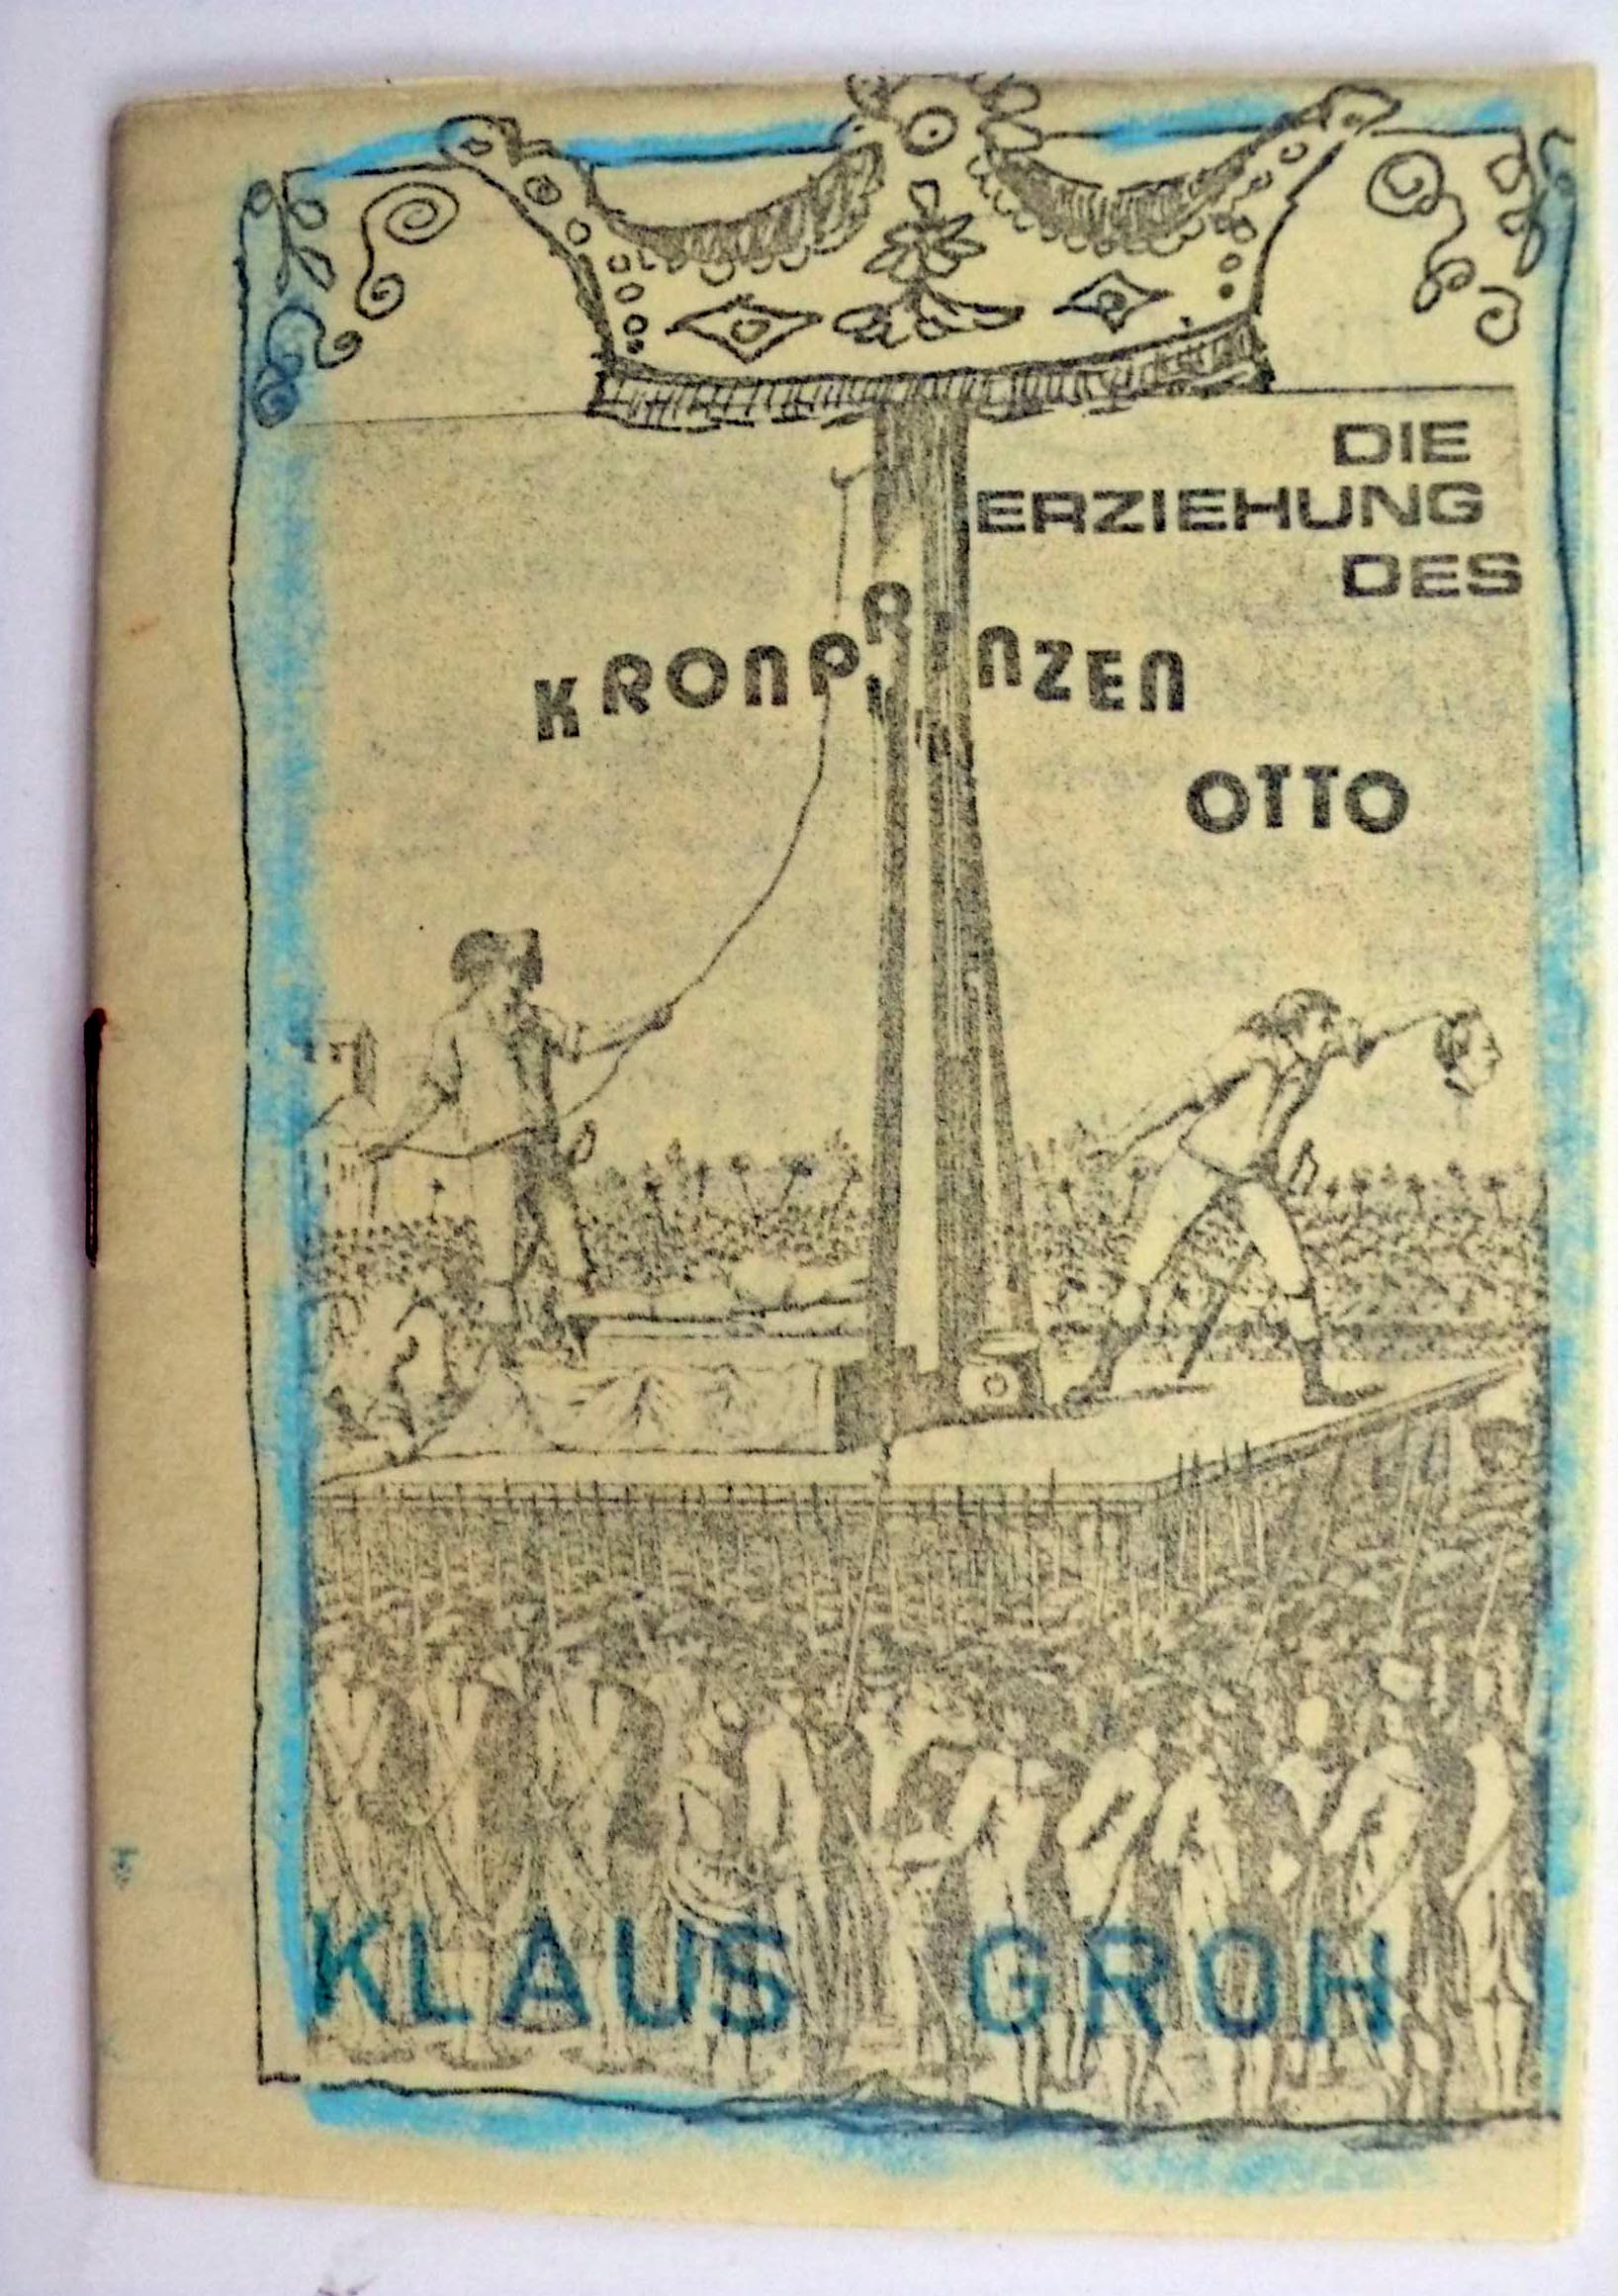 DIE
ERZIEHUNG
DES
KRONPRINZEN
OTTO
KLAUS GROH